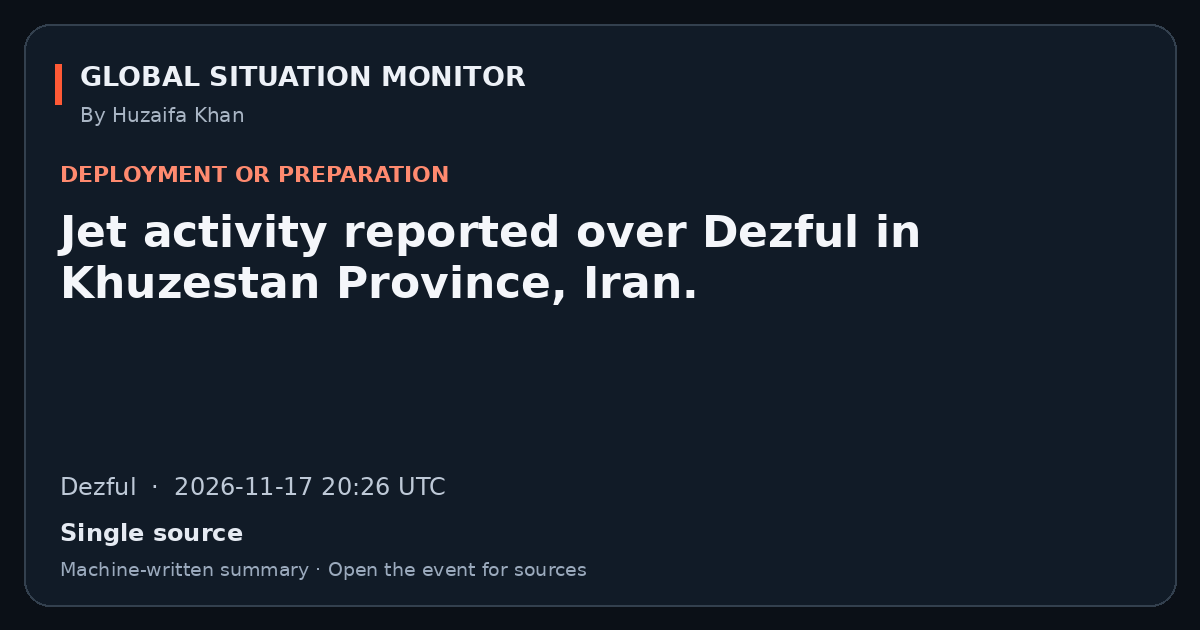 GLOBAL SITUATION MONITOR
By Huzaifa Khan
DEPLOYMENT OR PREPARATION
Jet activity reported over Dezful in
Khuzestan Province, Iran.
Dezful · 2026-11-17 20:26 UTC
Single source
Machine-written summary · Open the event for sources